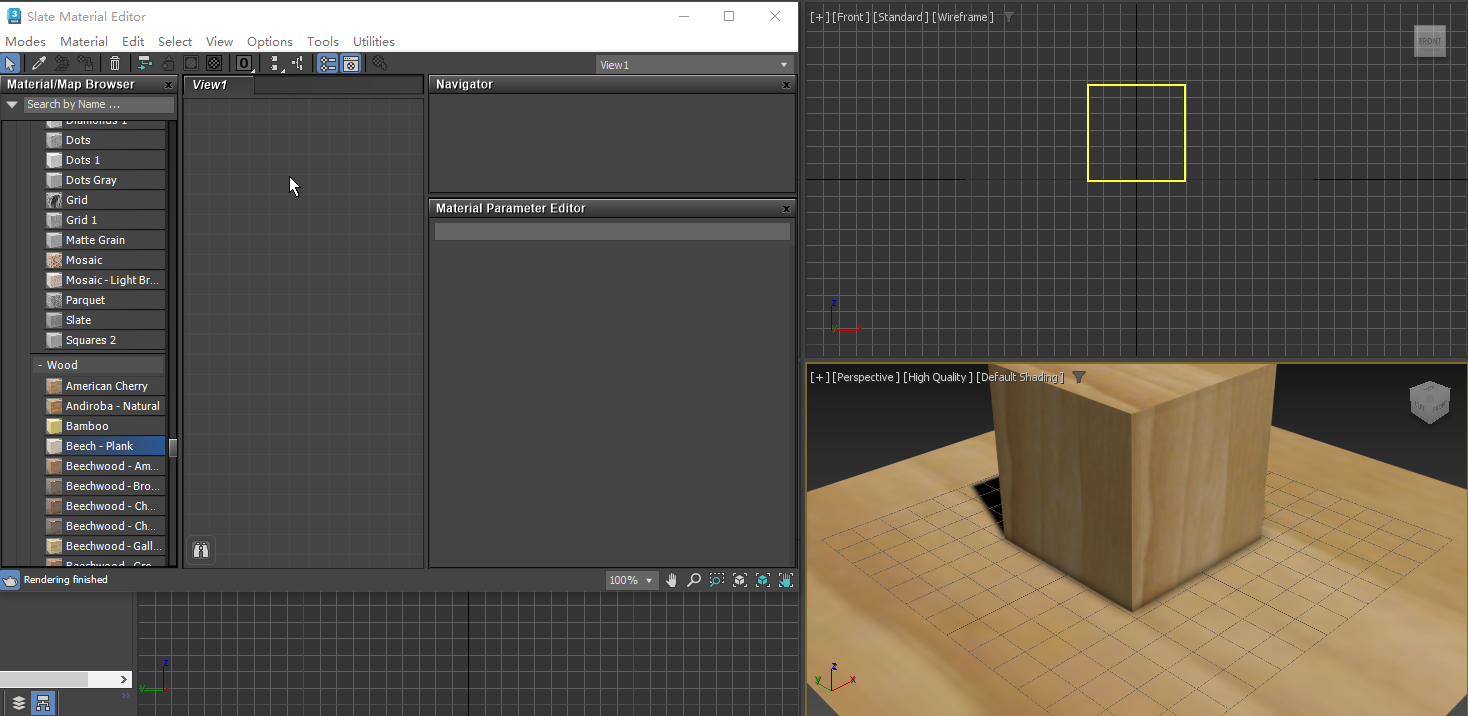 Slate Material Editor
Modes Material Edit Select View Options Tools Utilities
0
View1
Material/Map Browser
Search by Name ...
Diamonds 1
Dots
Dots 1
Dots Gray
Grid
Grid 1
Matte Grain
Mosaic
Mosaic - Light Br...
Parquet
Slate
Squares 2
- Wood
American Cherry
Andiroba - Natural
Bamboo
Beech - Plank
Beechwood - Am...
Beechwood - Bro...
Beechwood - Ch...
Beechwood - Ch...
Beechwood - Gall...
Beechwood - Gro...
View1
Navigator
Material Parameter Editor
Rendering finished
100%
z
y
[+] [Front ] [Standard ] [Wireframe ]
FRONT
z
y x
[+] [Perspective ] [High Quality ] [Default Shading ]
z
y x